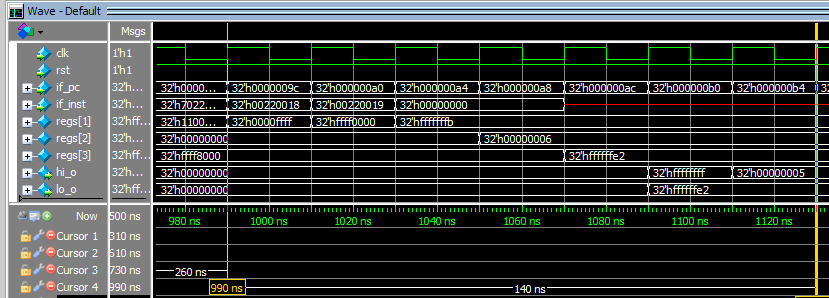 Wave - Default
Msgs
clk 1'h1
rst 1'h1
if_pc 32'h0... 32'h0000... 32'h0000009c 32'h000000a0 32'h000000a4 32'h000000a8 32'h000000ac 32'h000000b0 32'h000000b4
if_inst 32'h... 32'h7022... 32'h00220018 32'h00220019 32'h00000000
regs[1] 32'hff... 32'h1100... 32'h0000ffff 32'hffff0000 32'hfffffffb
regs[2] 32'h0... 32'h00000000 32'h00000006
regs[3] 32'hff... 32'hffff8000 32'hffffffe2
hi_o 32'h0... 32'h00000000 32'hffffffff 32'h00000005
lo_o 32'hff... 32'h00000000 32'hffffffe2
Now 500 ns 980 ns 1000 ns 1020 ns 1040 ns 1060 ns 1080 ns 1100 ns 1120 ns
Cursor 1 310 ns
Cursor 2 510 ns
Cursor 3 730 ns 260 ns
Cursor 4 990 ns 990 ns 140 ns